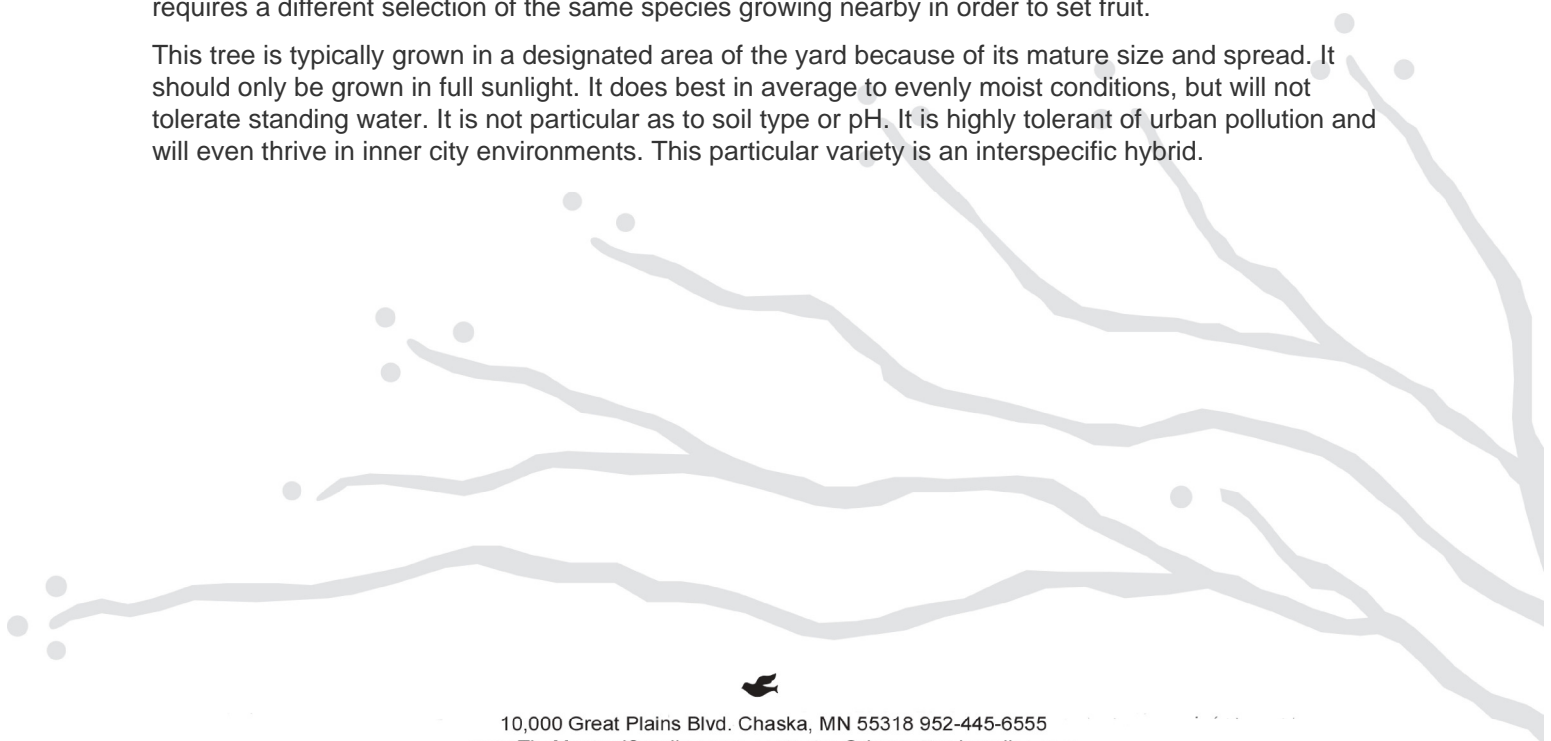 requires a different selection of the same species growing nearby in order to set fruit.
This tree is typically grown in a designated area of the yard because of its mature size and spread. It
should only be grown in full sunlight. It does best in average to evenly moist conditions, but will not
tolerate standing water. It is not particular as to soil type or pH. It is highly tolerant of urban pollution and
will even thrive in inner city environments. This particular variety is an interspecific hybrid.
10,000 Great Plains Blvd. Chaska, MN 55318 952-445-6555